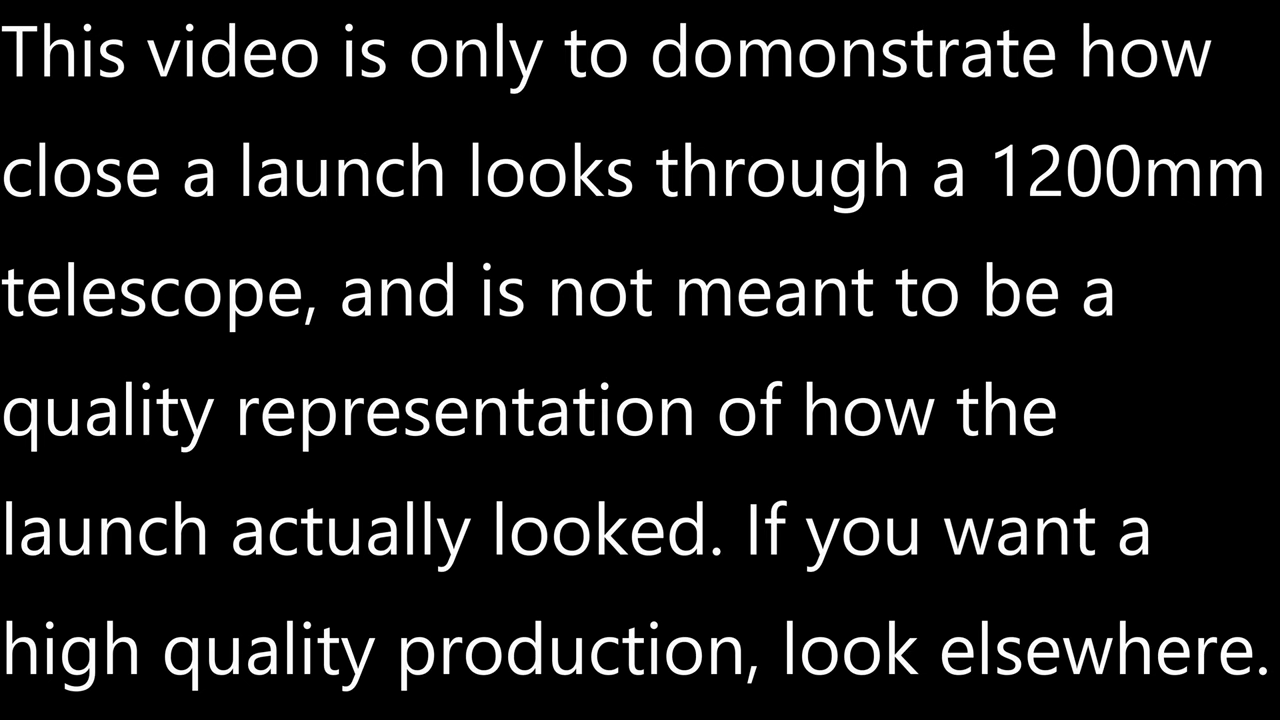 This video is only to domonstrate how
close a launch looks through a 1200mm
telescope, and is not meant to be a
quality representation of how the
launch actually looked. If you want a
high quality production, look elsewhere.